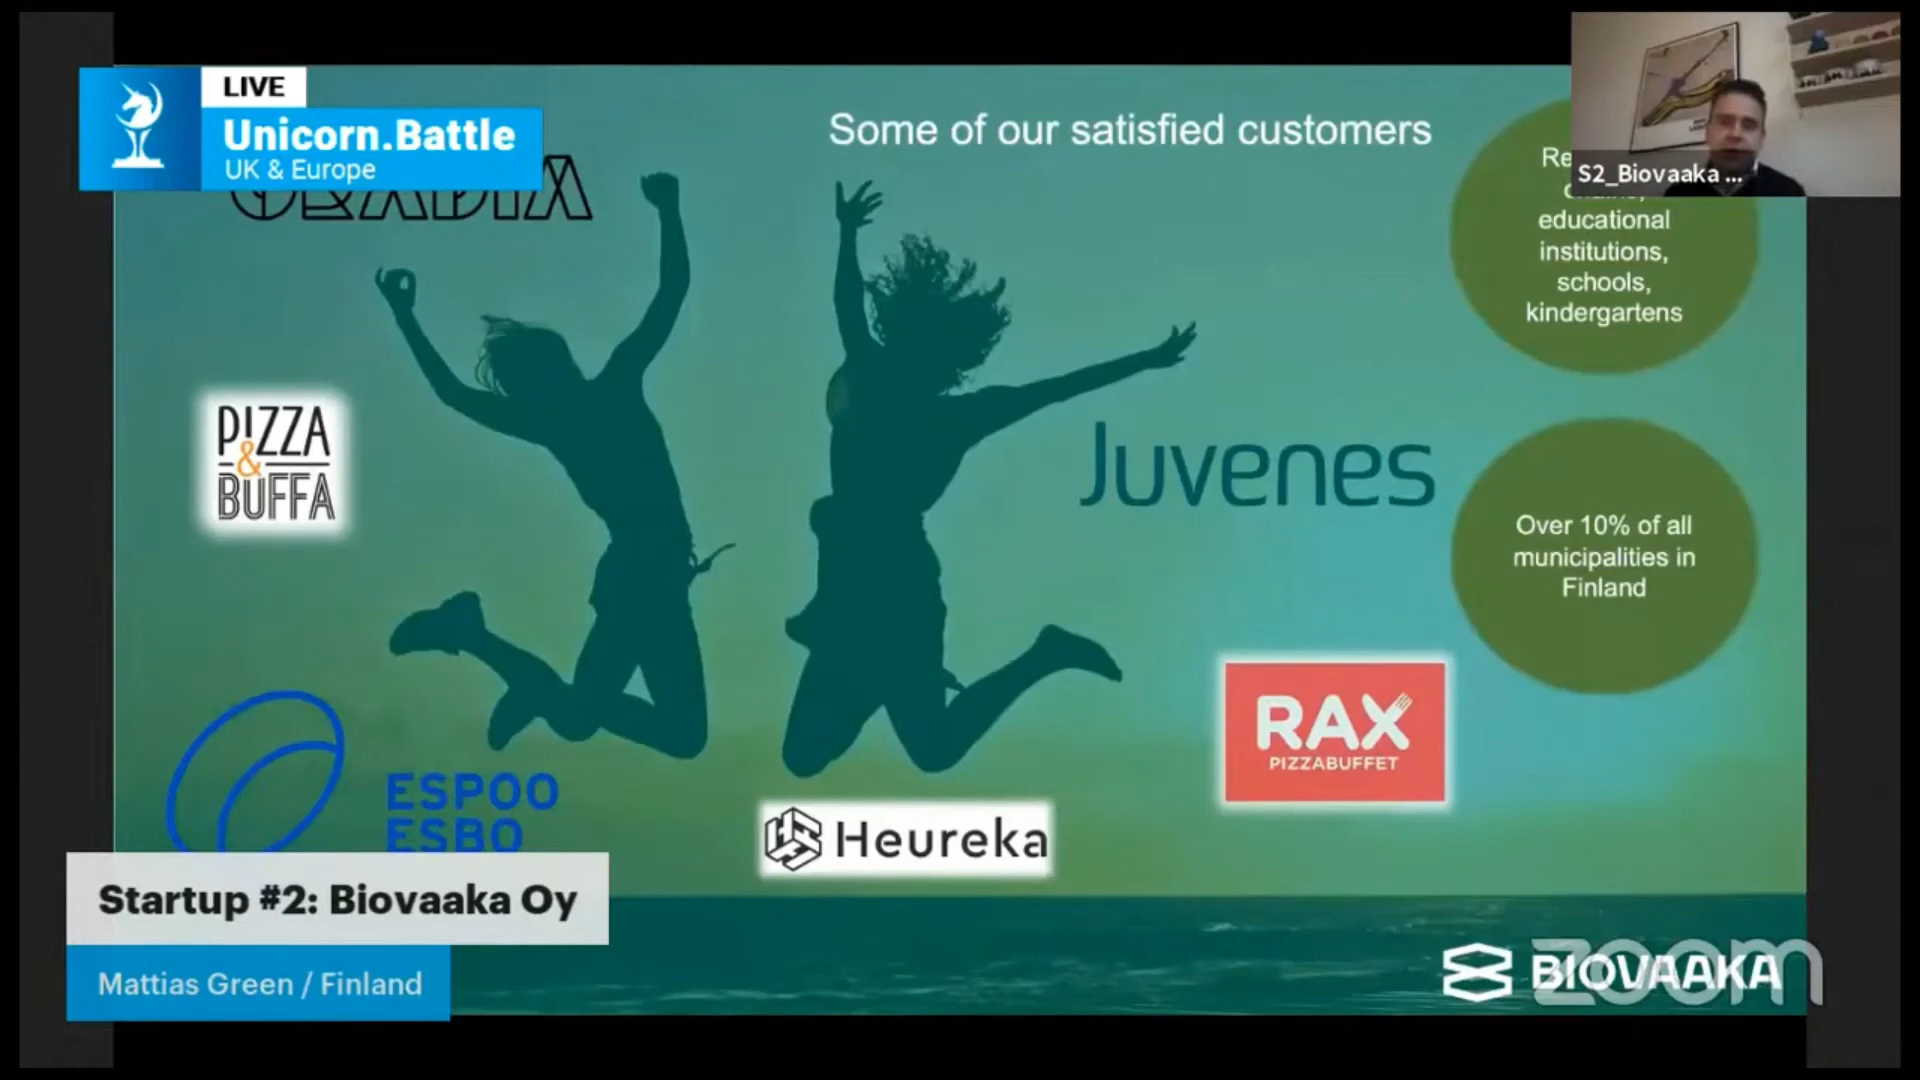 LIVE
Unicorn.Battle
UK & Europe
Some of our satisfied customers
S2_Biovaaka ...
educational
institutions,
schools,
kindergartens
PIZZA
&
BUFFA
Juvenes
Over 10% of all
municipalities in
Finland
RAX
PIZZABUFFET
ESPOO
ESBO
Heureka
Startup #2: Biovaaka Oy
Mattias Green / Finland
BIOVAAKA
zoom